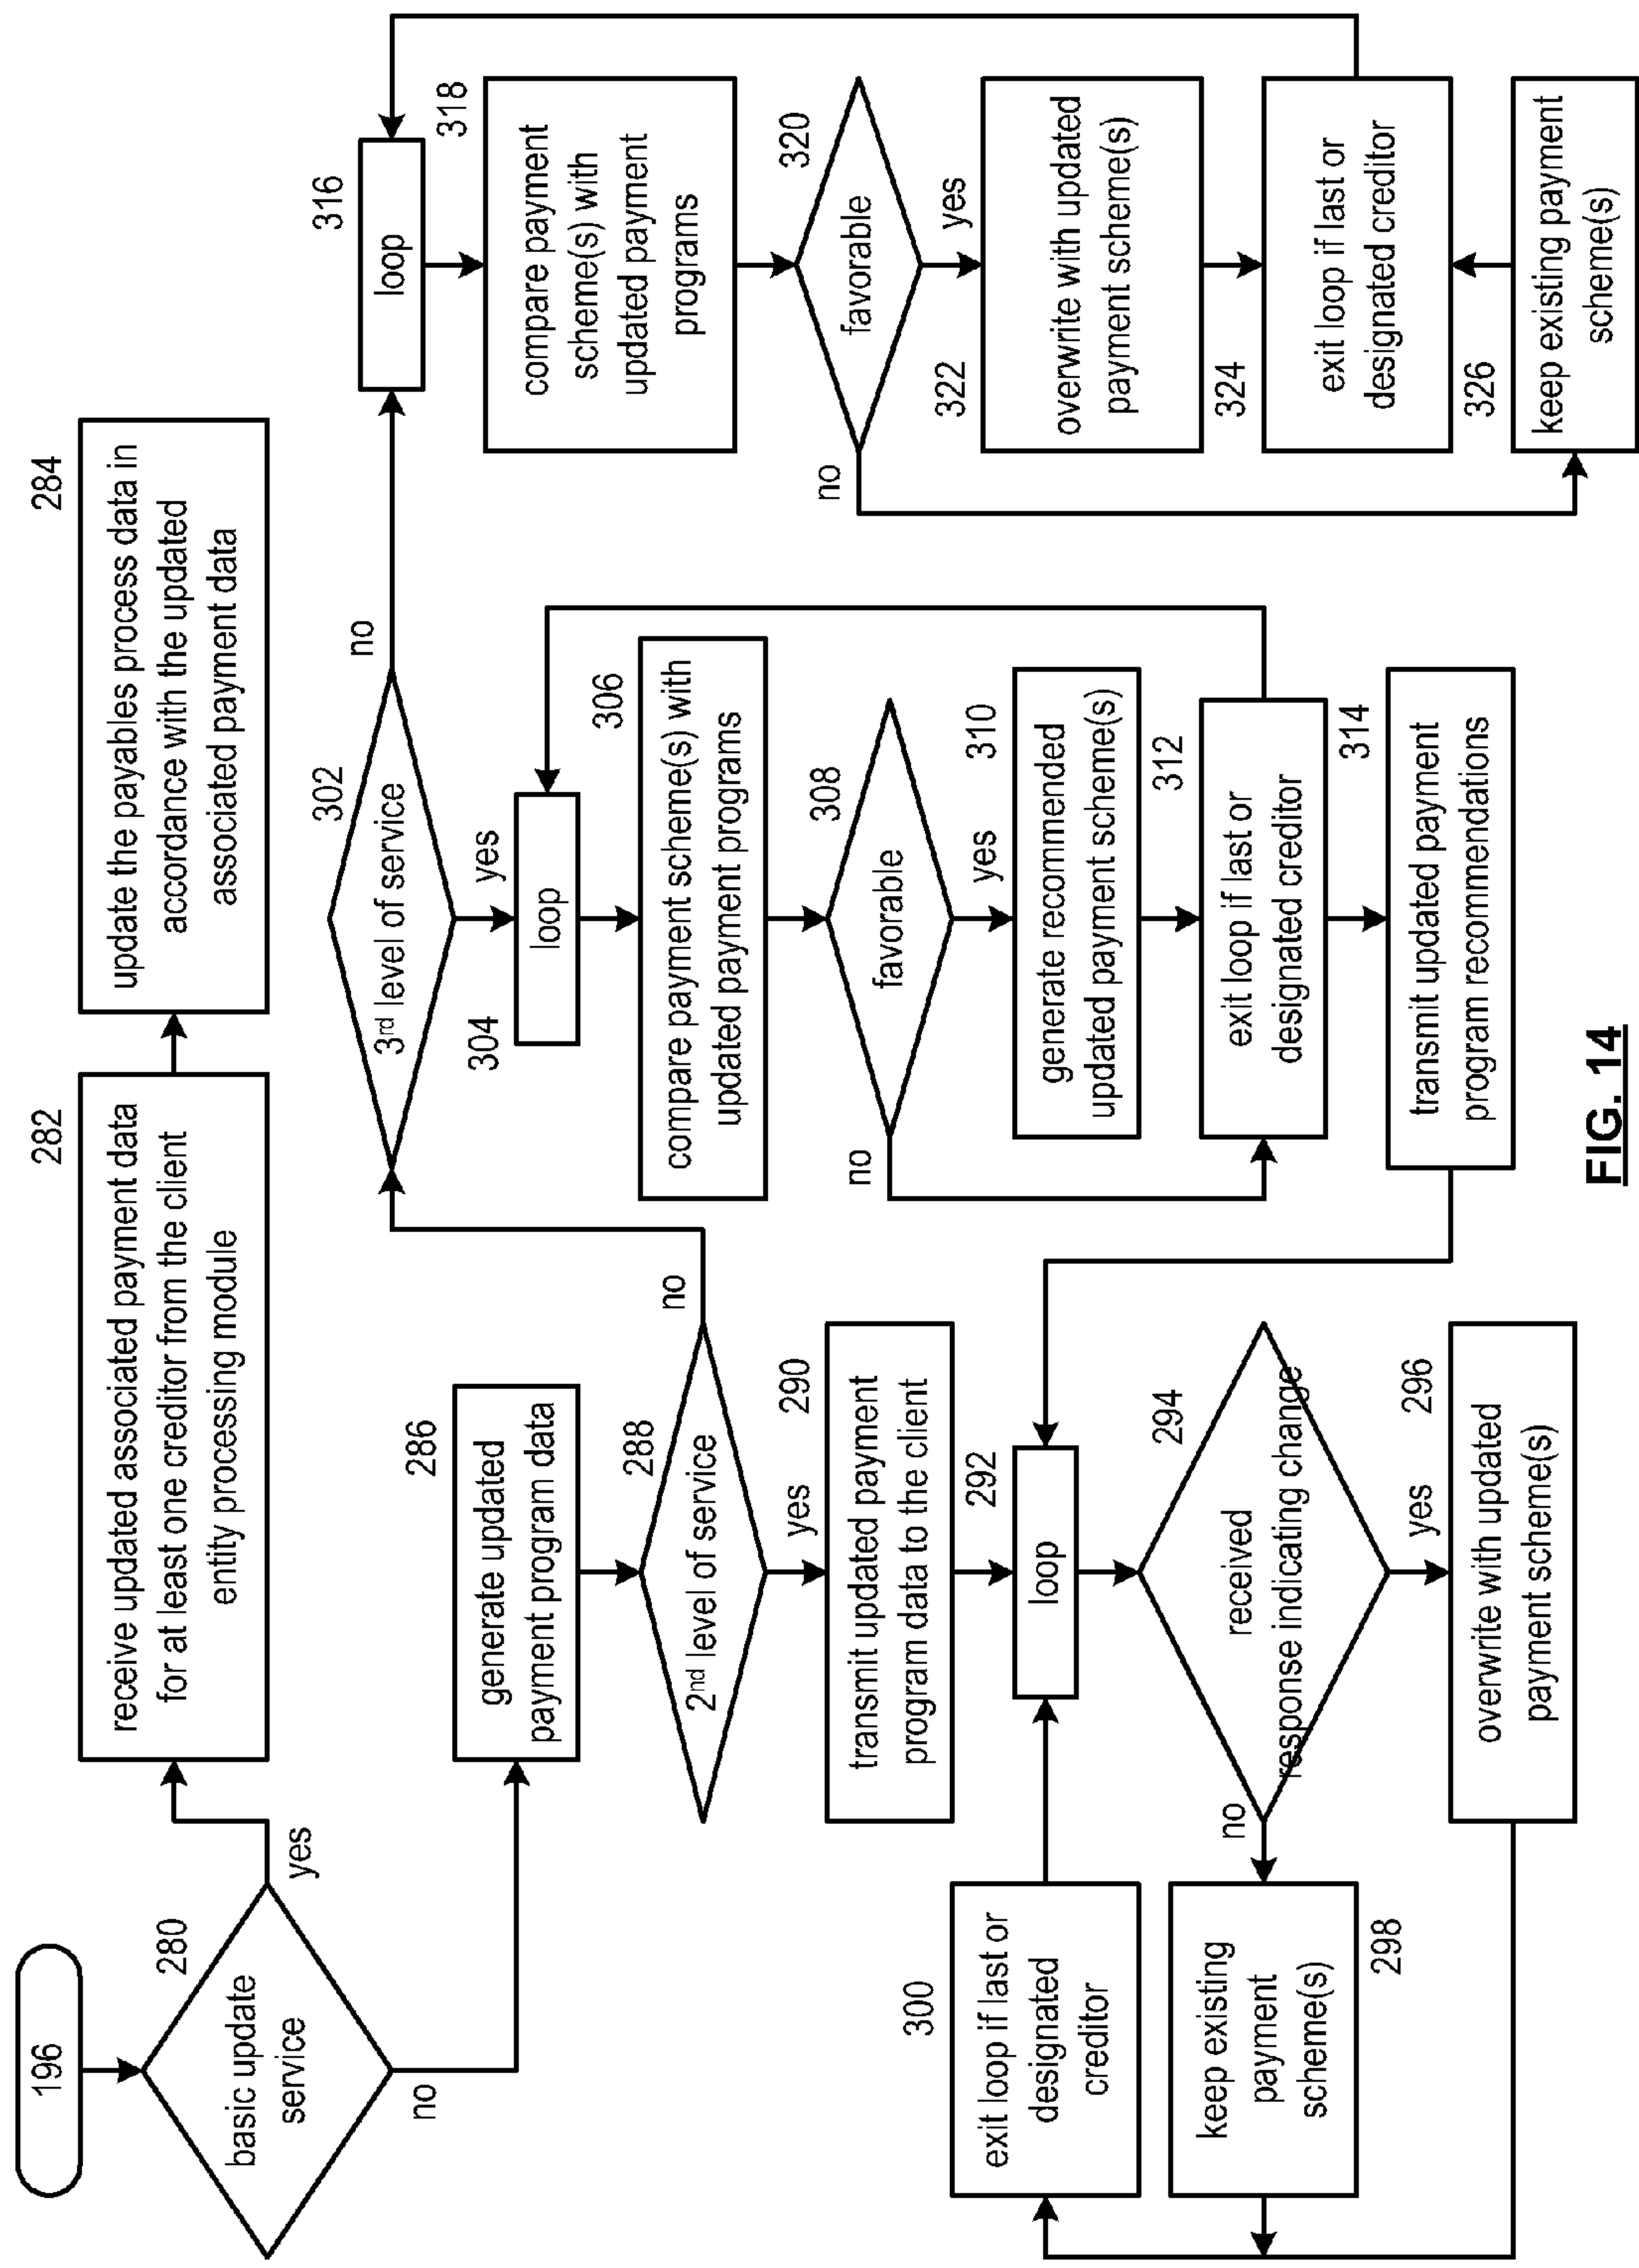 196
280
basic update
service
yes
no
282
receive updated associated payment data
for at least one creditor from the client
entity processing module
284
update the payables process data in
accordance with the updated
associated payment data
286
generate updated
payment program data
288
2nd level of service
no
yes
290
transmit updated payment
program data to the client
292
loop
294
received
response indicating change
no
yes
296
overwrite with updated
payment scheme(s)
298
keep existing
payment
scheme(s)
300
exit loop if last or
designated
creditor
302
3rd level of service
no
yes
304
loop
306
compare payment scheme(s) with
updated payment programs
308
favorable
no
yes
310
generate recommended
updated payment scheme(s)
312
exit loop if last or
designated creditor
314
transmit updated payment
program recommendations
316
loop
318
compare payment
scheme(s) with
updated payment
programs
320
favorable
no
yes
322
overwrite with updated
payment scheme(s)
324
exit loop if last or
designated creditor
326
keep existing payment
scheme(s)
FIG. 14